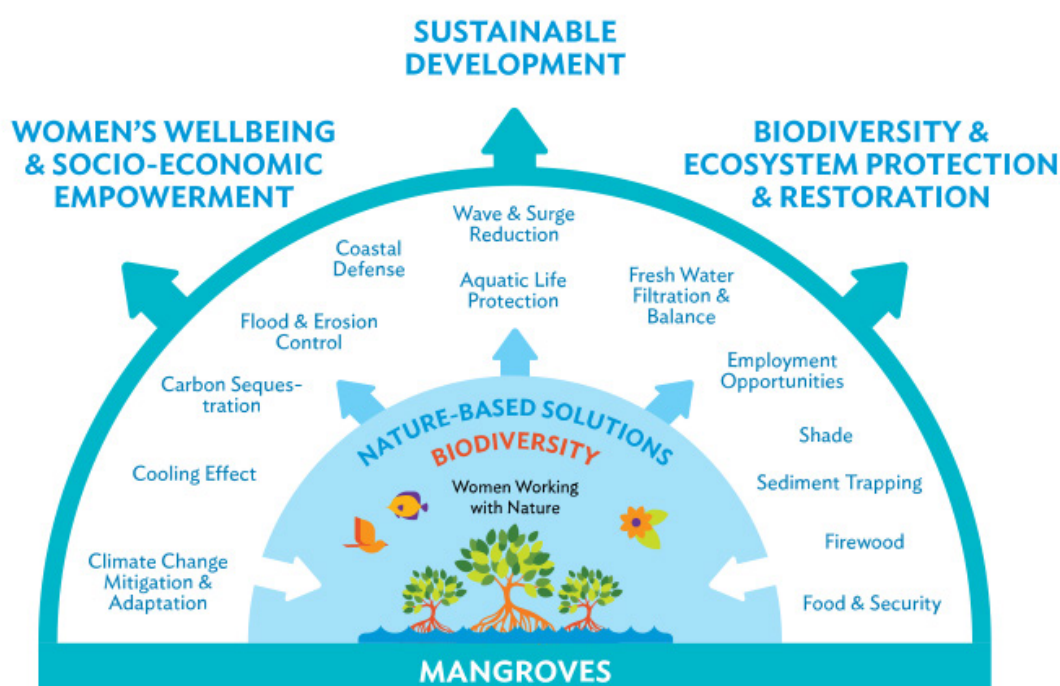 SUSTAINABLE
DEVELOPMENT
WOMEN'S WELLBEING
& SOCIO-ECONOMIC
EMPOWERMENT
BIODIVERSITY &
ECOSYSTEM PROTECTION
& RESTORATION
Wave & Surge
Reduction
Coastal
Defense
Aquatic Life
Protection
Fresh Water
Filtration &
Balance
Flood & Erosion
Control
Employment
Opportunities
Carbon Seques-
tration
Shade
Cooling Effect
Sediment Trapping
Climate Change
Mitigation &
Adaptation
Firewood
Food & Security
NATURE-BASED SOLUTIONS
BIODIVERSITY
Women Working
with Nature
MANGROVES